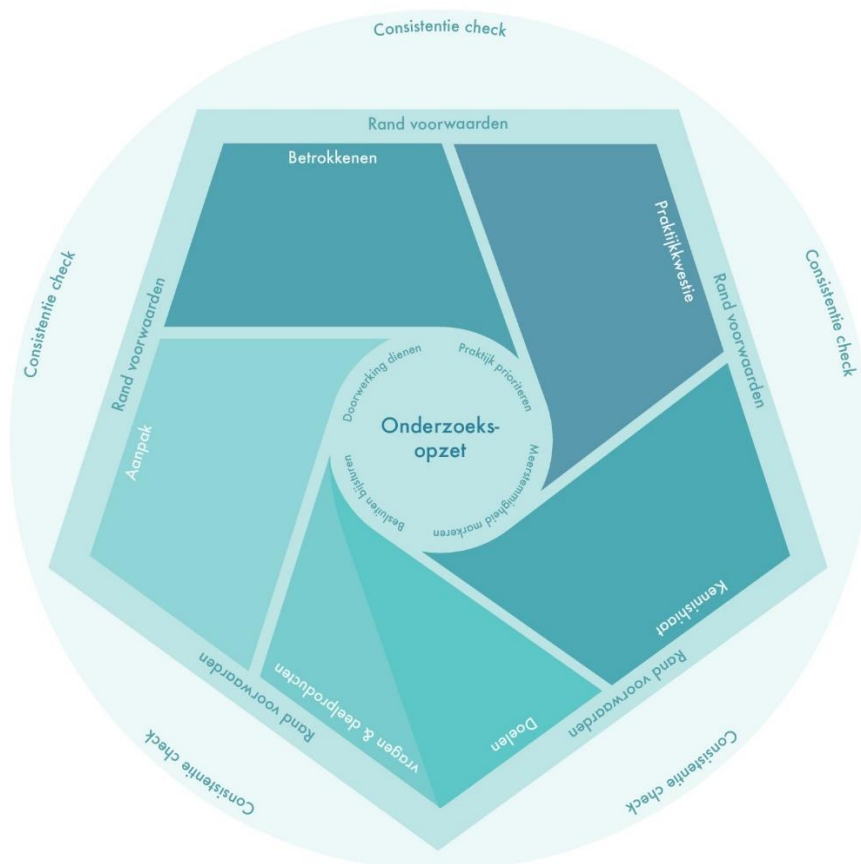 Consistentie check
Rand voorwaarden
Betrokkenen
Praktijkkwestie
Consistentie check
Consistentie check
Rand voorwaarden
Rand voorwaarden
Doorwerking dienen
Praktijk prioriteren
Onderzoeks-
opzet
Aanpak
Besluiten bijsturen
Meerstemmigheid markeren
Kennishiaat
Rand voorwaarden
Rand voorwaarden
vragen & deelproducten
Doelen
Consistentie check
Consistentie check